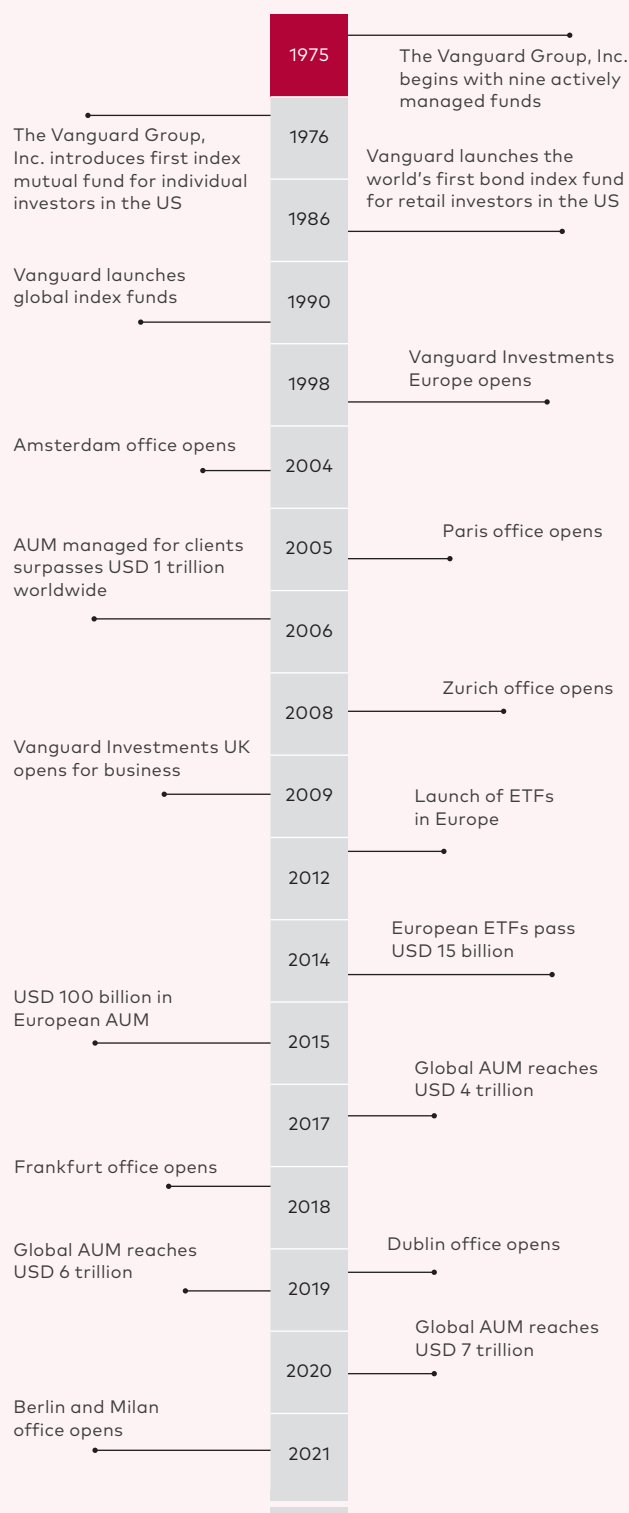 1975
The Vanguard Group, Inc.
begins with nine actively
managed funds
The Vanguard Group,
Inc. introduces first index
mutual fund for individual
investors in the US
1976
Vanguard launches the
world's first bond index fund
for retail investors in the US
1986
Vanguard launches
global index funds
1990
Vanguard Investments
Europe opens
1998
Amsterdam office opens
2004
Paris office opens
2005
AUM managed for clients
surpasses USD 1 trillion
worldwide
2006
Zurich office opens
2008
Vanguard Investments UK
opens for business
2009
Launch of ETFs
in Europe
2012
European ETFs pass
USD 15 billion
2014
USD 100 billion in
European AUM
2015
Global AUM reaches
USD 4 trillion
2017
Frankfurt office opens
2018
Dublin office opens
Global AUM reaches
USD 6 trillion
2019
Global AUM reaches
USD 7 trillion
2020
Berlin and Milan
office opens
2021